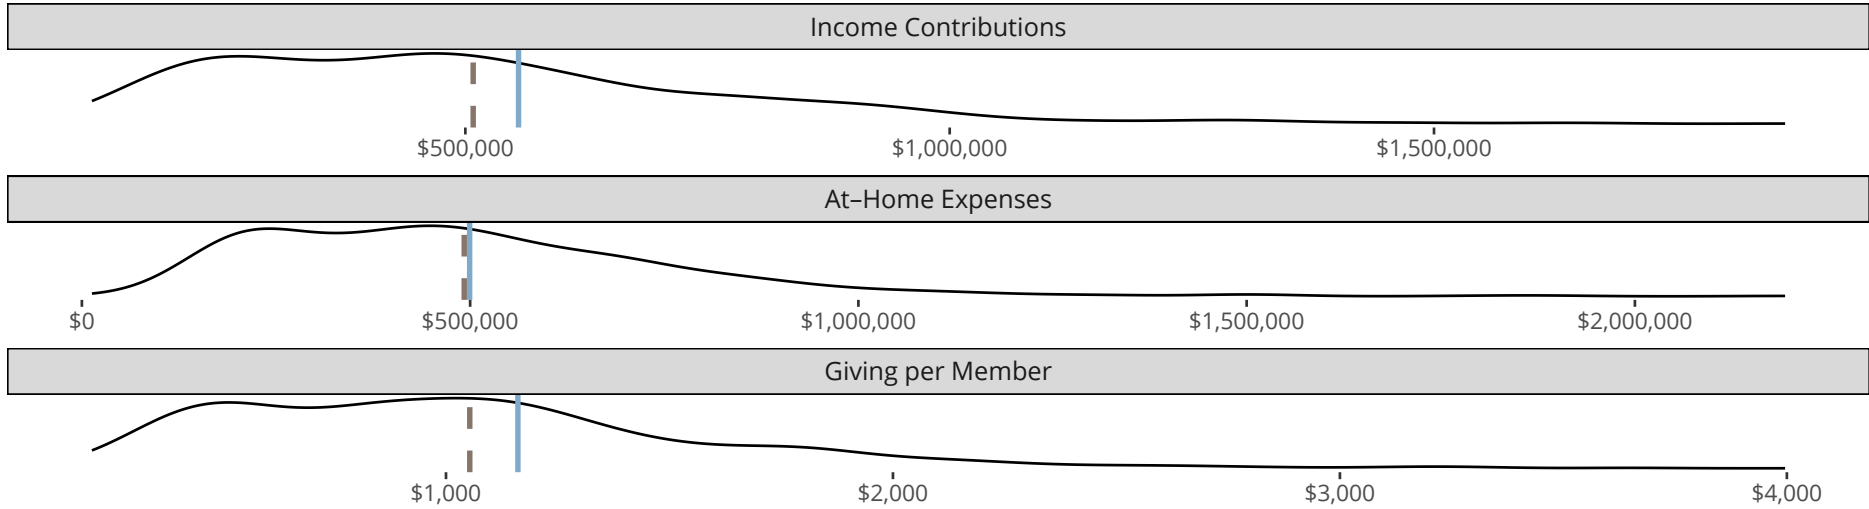 Income Contributions
$500,000 $1,000,000 $1,500,000
At–Home Expenses
$0 $500,000 $1,000,000 $1,500,000 $2,000,000
Giving per Member
$1,000 $2,000 $3,000 $4,000